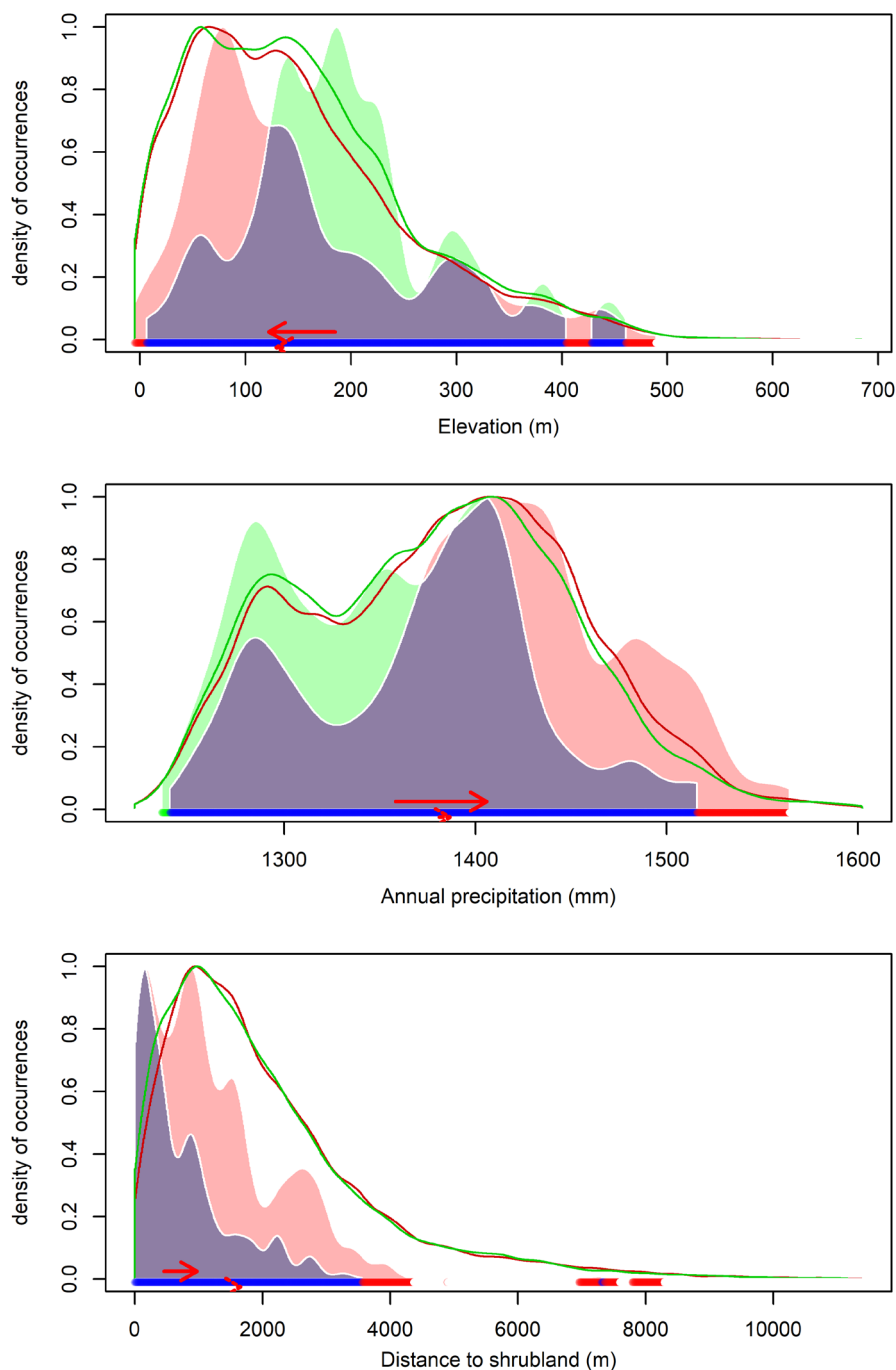 density of occurrences
1.0
0.8
0.6
0.4
0.2
0.0
0 100 200 300 400 500 600 700
Elevation (m)
density of occurrences
1.0
0.8
0.6
0.4
0.2
0.0
1300 1400 1500 1600
Annual precipitation (mm)
density of occurrences
1.0
0.8
0.6
0.4
0.2
0.0
0 2000 4000 6000 8000 10000
Distance to shrubland (m)